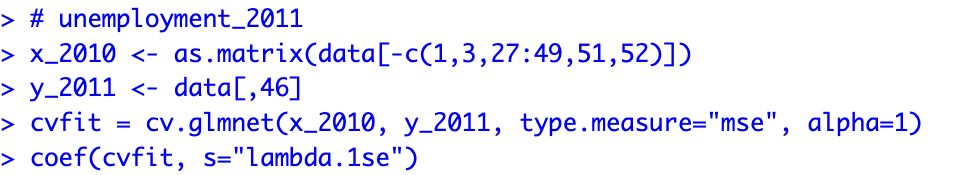 > # unemployment_2011
> x_2010 <- as.matrix(data[-c(1,3,27:49,51,52)])
> y_2011 <- data[,46]
> cvfit = cv.glmnet(x_2010, y_2011, type.measure="mse", alpha=1)
> coef(cvfit, s="lambda.1se")